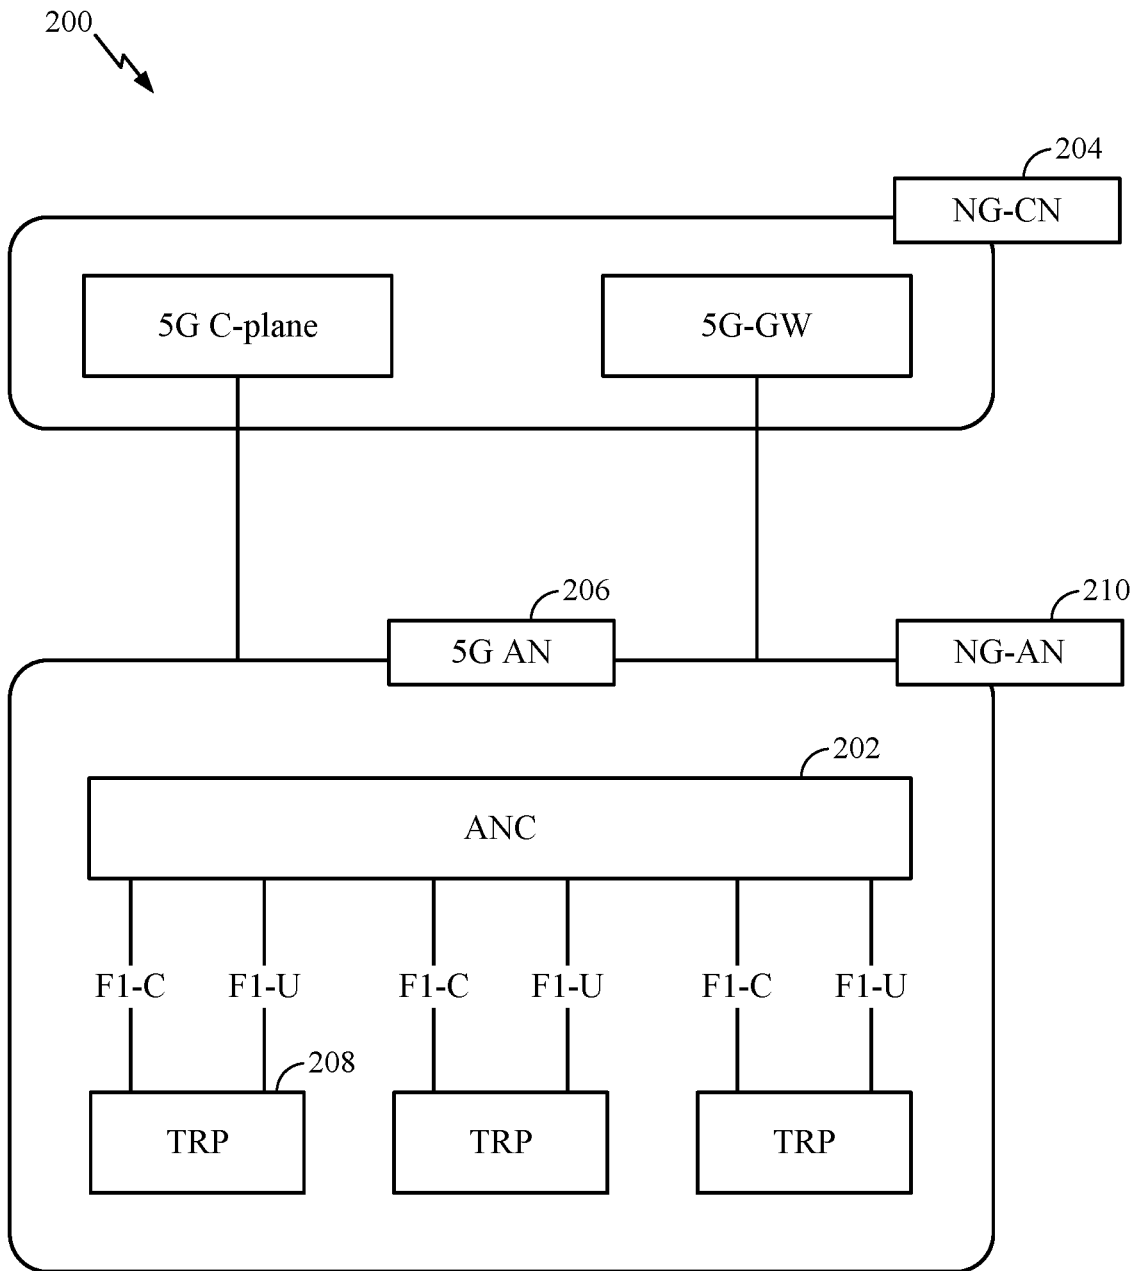 200
204
NG-CN
5G C-plane
5G-GW
206
210
5G AN
NG-AN
202
ANC
F1-C
F1-U
F1-C
F1-U
F1-C
F1-U
208
TRP
TRP
TRP